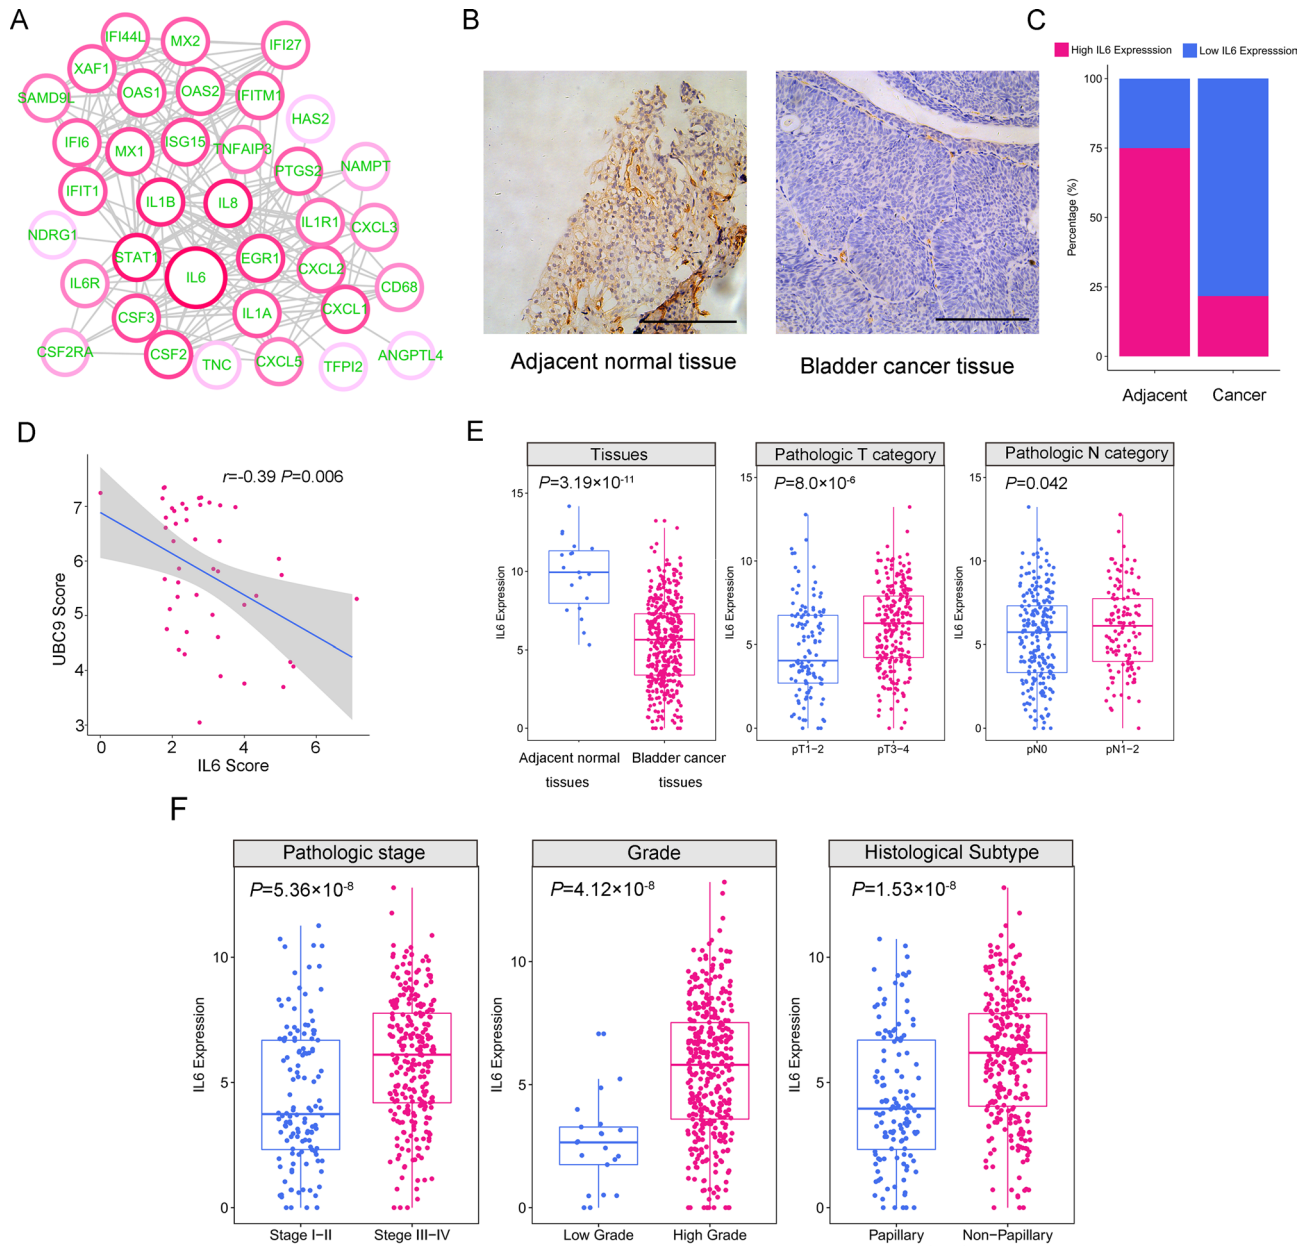 A
IFI44L
MX2
IFI27
XAF1
SAMD9L
OAS1
OAS2
IFITM1
HAS2
IFI6
MX1
ISG15
TNFAIP3
PTGS2
NAMPT
IFIT1
IL1B
IL8
IL1R1
CXCL3
NDRG1
STAT1
IL6
EGR1
CXCL2
IL6R
CD68
CSF3
IL1A
CXCL1
CSF2RA
CSF2
TNC
CXCL5
TFPI2
ANGPTL4
B
Adjacent normal tissue
Bladder cancer tissue
C
High IL6 Expresssion
Low IL6 Expresssion
100
75
50
25
0
Percentage (%)
Adjacent
Cancer
D
r=-0.39 P=0.006
7
6
5
4
3
UBC9 Score
0
2
4
6
IL6 Score
E
Tissues
P=3.19×10-11
15
10
5
0
IL6 Expression
Adjacent normal
tissues
Bladder cancer
tissues
Pathologic T category
P=8.0×10-6
15
10
5
0
IL6 Expression
pT1−2
pT3−4
Pathologic N category
P=0.042
15
10
5
0
IL6 Expression
pN0
pN1−2
F
Pathologic stage
P=5.36×10-8
10
5
0
IL6 Expression
Stage I−II
Stege III−IV
Grade
P=4.12×10-8
10
5
0
IL6 Expression
Low Grade
High Grade
Histological Subtype
P=1.53×10-8
10
5
0
IL6 Expression
Papillary
Non−Papillary